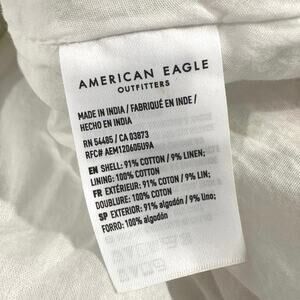 AMERICAN EAGLE
OUTFITTERS
MADE IN INDIA / FABRIQUÉ EN INDE /
HECHO EN INDIA
RN 54485 / CA 03873
RFC# AEM120605U9A
EN SHELL: 91% COTTON / 9% LINEN;
LINING: 100% COTTON
FR EXTÉRIEUR: 91% COTON / 9% LIN;
DOUBLURE: 100% COTON
SP EXTERIOR: 91% algodón / 9% lino;
FORRO: 100% algodón